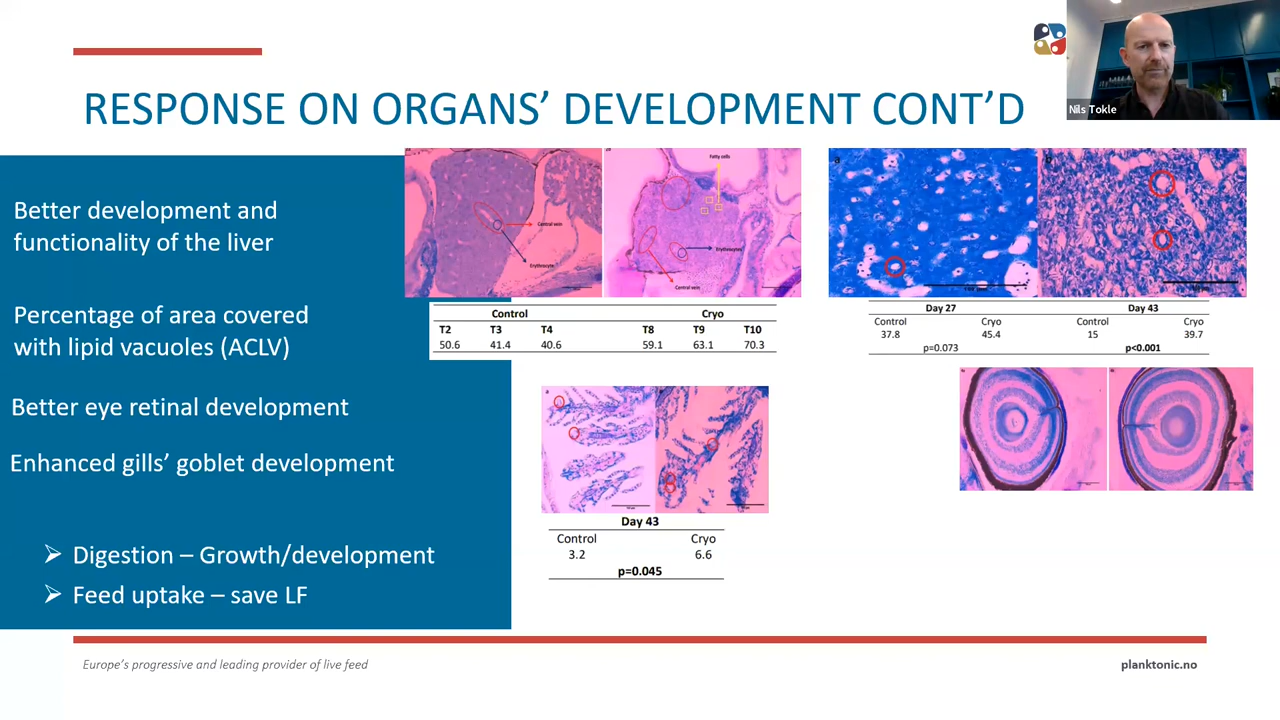 RESPONSE ON ORGANS’ DEVELOPMENT CONT’D
Nils Tokle
Better development and
functionality of the liver
Percentage of area covered
with lipid vacuoles (ACLV)
Better eye retinal development
Enhanced gills’ goblet development
➢ Digestion – Growth/development
➢ Feed uptake – save LF
Central vein
Erythrocyte
Fatty cells
Erythrocytes
Central vein
Control Cryo
T2 T3 T4 T8 T9 T10
50.6 41.4 40.6 59.1 63.1 70.3
a
Day 27 Day 43
Control Cryo Control Cryo
37.8 45.4 15 39.7
p=0.073 p<0.001
Day 43
Control Cryo
3.2 6.6
p=0.045
Europe’s progressive and leading provider of live feed
planktonic.no